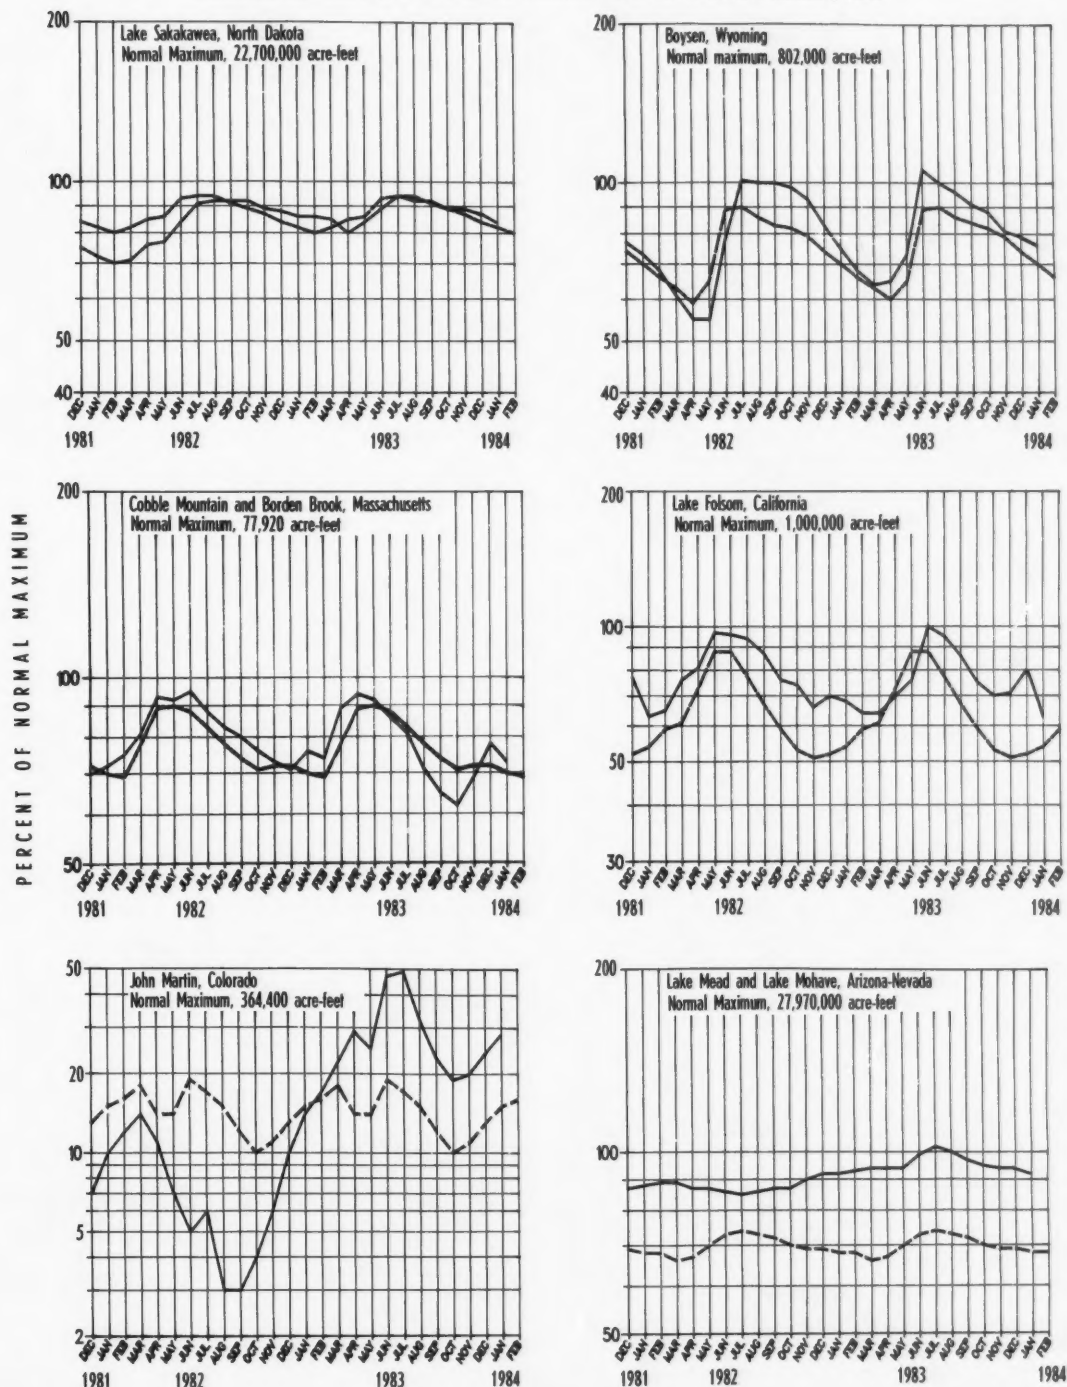 PERCENT OF NORMAL MAXIMUM
Lake Sakakawea, North Dakota
Normal Maximum, 22,700,000 acre-feet
200
100
50
40
DEC JAN FEB MAR APR MAY JUN JUL AUG SEP OCT NOV DEC JAN FEB MAR APR MAY JUN JUL AUG SEP OCT NOV DEC JAN FEB
1981 1982 1983 1984
Boysen, Wyoming
Normal maximum, 802,000 acre-feet
200
100
50
40
DEC JAN FEB MAR APR MAY JUN JUL AUG SEP OCT NOV DEC JAN FEB MAR APR MAY JUN JUL AUG SEP OCT NOV DEC JAN FEB
1981 1982 1983 1984
Cobble Mountain and Borden Brook, Massachusetts
Normal Maximum, 77,920 acre-feet
200
100
50
DEC JAN FEB MAR APR MAY JUN JUL AUG SEP OCT NOV DEC JAN FEB MAR APR MAY JUN JUL AUG SEP OCT NOV DEC JAN FEB
1981 1982 1983 1984
Lake Folsom, California
Normal Maximum, 1,000,000 acre-feet
200
100
50
30
DEC JAN FEB MAR APR MAY JUN JUL AUG SEP OCT NOV DEC JAN FEB MAR APR MAY JUN JUL AUG SEP OCT NOV DEC JAN FEB
1981 1982 1983 1984
John Martin, Colorado
Normal Maximum, 364,400 acre-feet
50
20
10
5
2
DEC JAN FEB MAR APR MAY JUN JUL AUG SEP OCT NOV DEC JAN FEB MAR APR MAY JUN JUL AUG SEP OCT NOV DEC JAN FEB
1981 1982 1983 1984
Lake Mead and Lake Mohave, Arizona-Nevada
Normal Maximum, 27,970,000 acre-feet
200
100
50
DEC JAN FEB MAR APR MAY JUN JUL AUG SEP OCT NOV DEC JAN FEB MAR APR MAY JUN JUL AUG SEP OCT NOV DEC JAN FEB
1981 1982 1983 1984